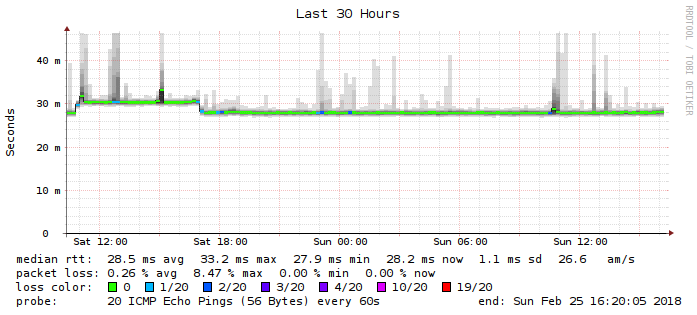 Last 30 Hours
RRDTOOL / TOBI OETIKER
Seconds
40 m
30 m
20 m
10 m
0
Sat 12:00 Sat 18:00 Sun 00:00 Sun 06:00 Sun 12:00
median rtt: 28.5 ms avg 33.2 ms max 27.9 ms min 28.2 ms now 1.1 ms sd 26.6 am/s
packet loss: 0.26 % avg 8.47 % max 0.00 % min 0.00 % now
loss color: 0 1/20 2/20 3/20 4/20 10/20 19/20
probe: 20 ICMP Echo Pings (56 Bytes) every 60s end: Sun Feb 25 16:20:05 2018